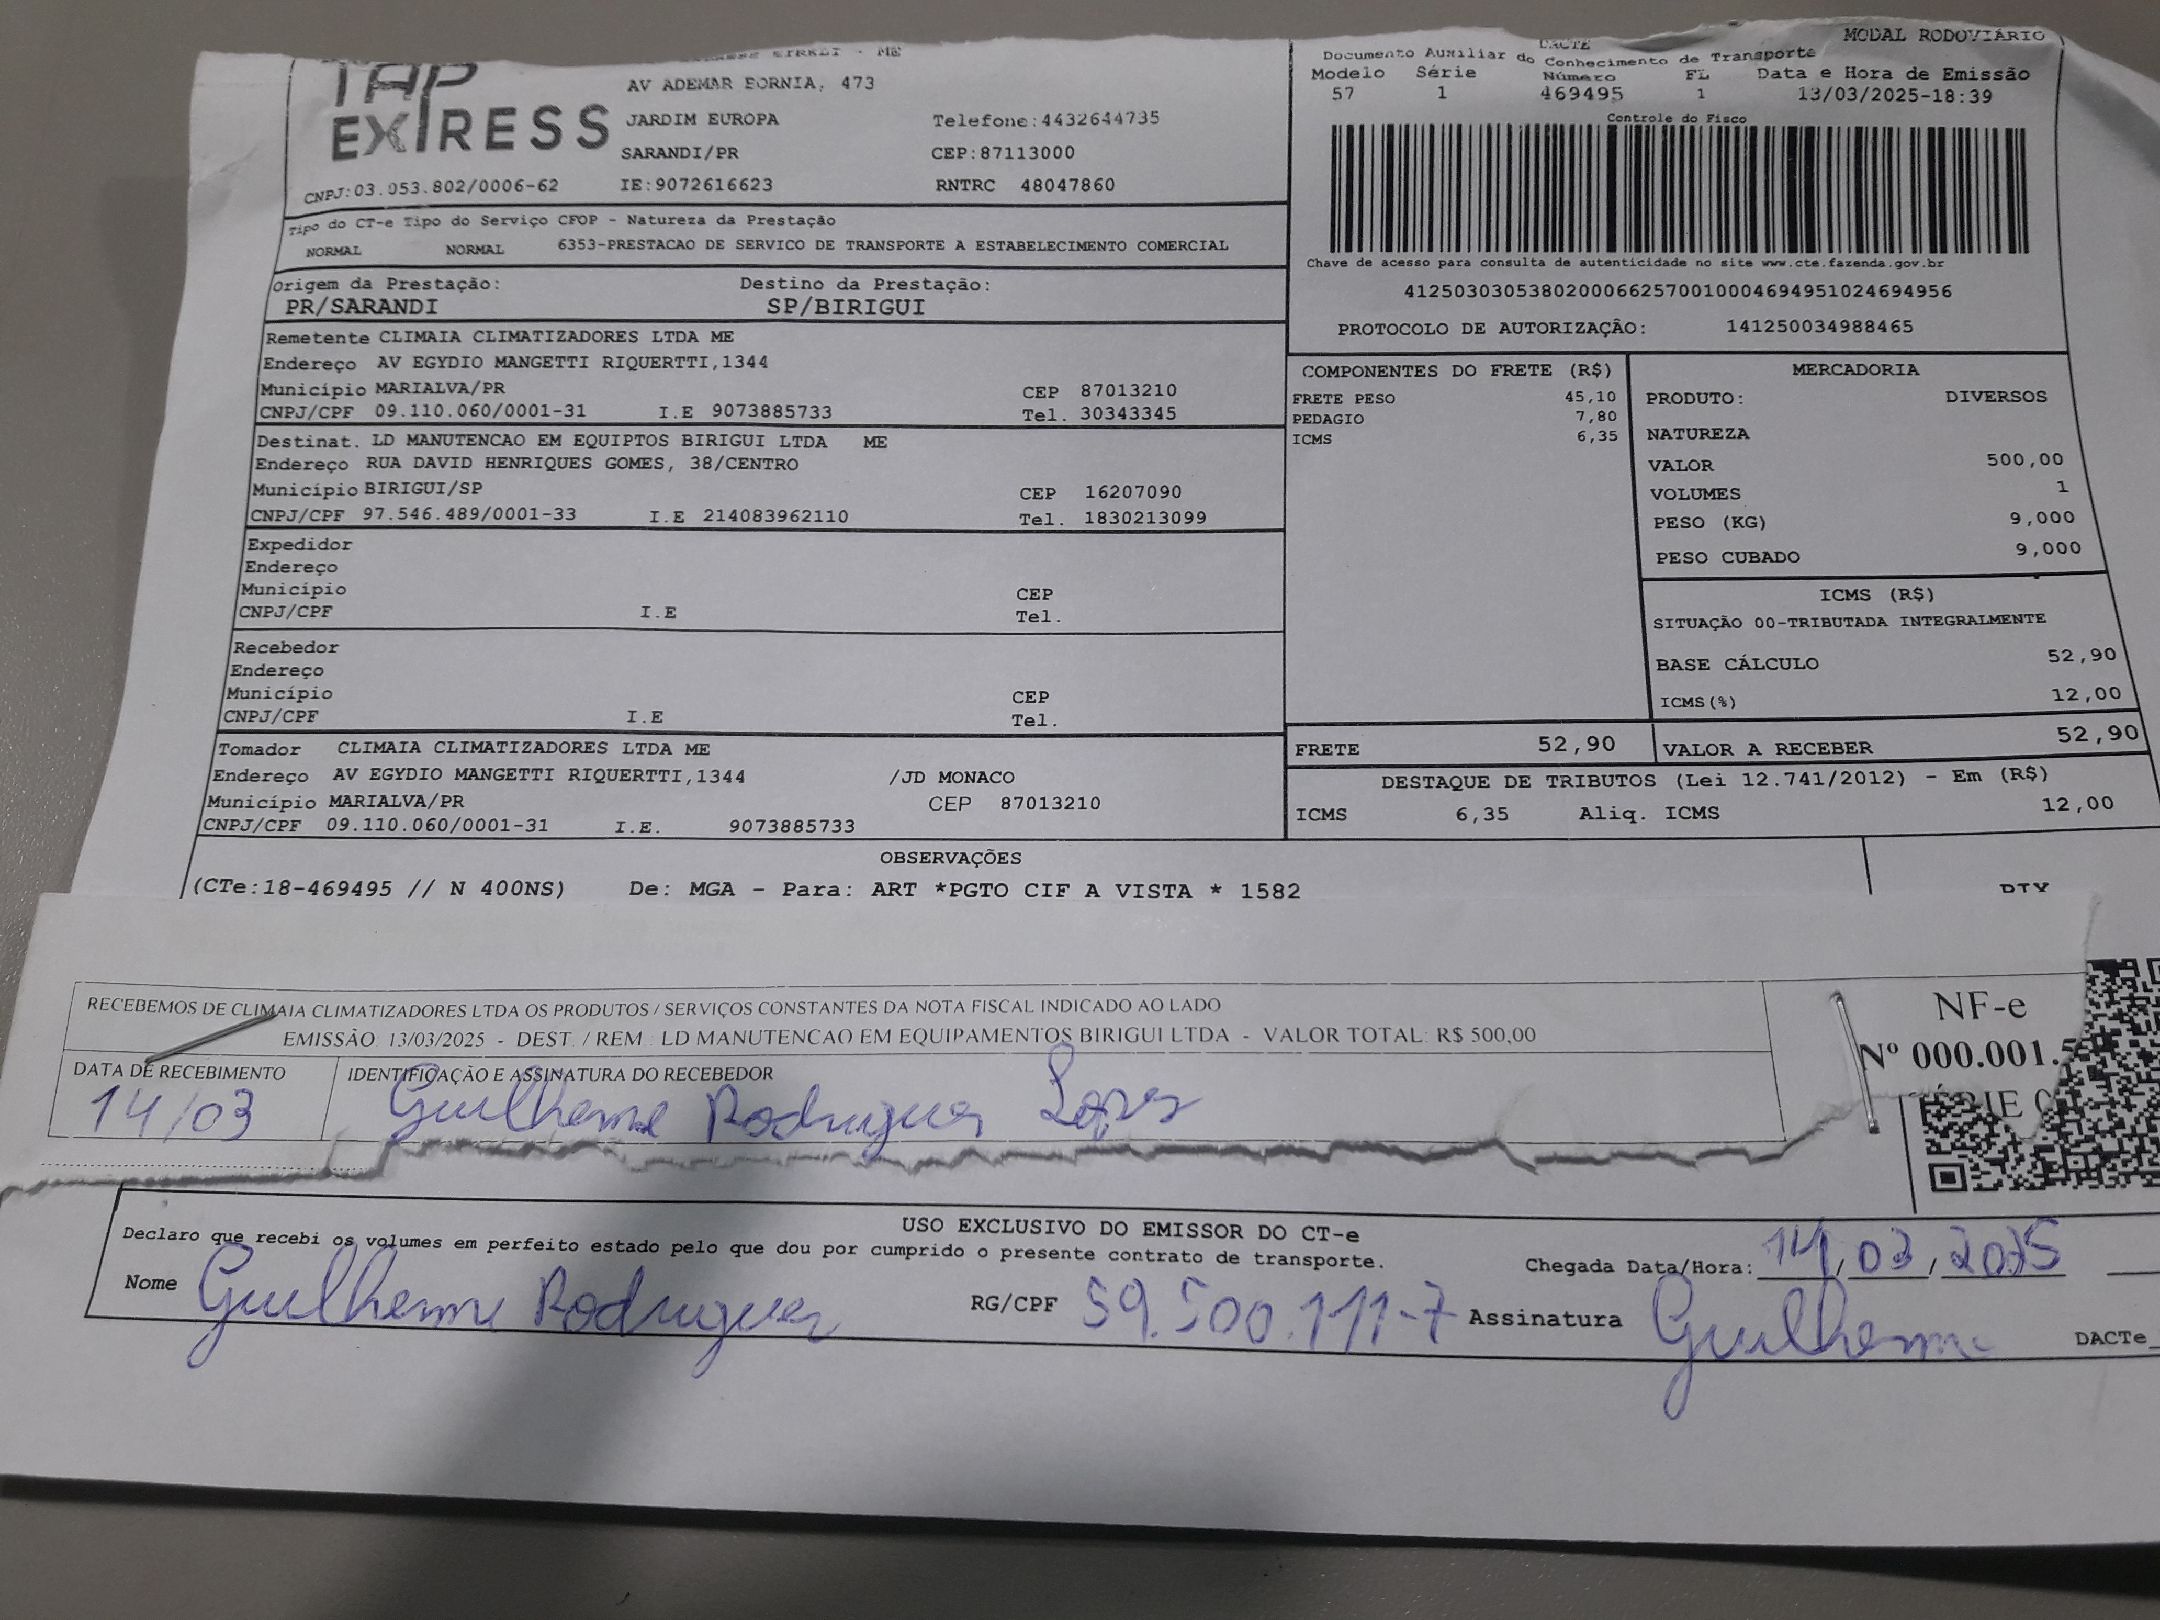 TAP
EXPRESS
EIRELI - ME
AV ADEMAR BORNIA, 473
JARDIM EUROPA Telefone:4432644735
SARANDI/PR CEP:87113000
CNPJ:03.053.802/0006-62 IE:9072616623 RNTRC 48047860
Tipo do CT-e Tipo do Serviço CFOP - Natureza da Prestação
NORMAL NORMAL 6353-PRESTACAO DE SERVICO DE TRANSPORTE A ESTABELECIMENTO COMERCIAL
Origem da Prestação: Destino da Prestação:
PR/SARANDI SP/BIRIGUI
Remetente CLIMAIA CLIMATIZADORES LTDA ME
Endereço AV EGYDIO MANGETTI RIQUERTTI,1344
Município MARIALVA/PR CEP 87013210
CNPJ/CPF 09.110.060/0001-31 I.E 9073885733 Tel. 30343345
Destinat. LD MANUTENCAO EM EQUIPTOS BIRIGUI LTDA ME
Endereço RUA DAVID HENRIQUES GOMES, 38/CENTRO
Município BIRIGUI/SP CEP 16207090
CNPJ/CPF 97.546.489/0001-33 I.E 214083962110 Tel. 1830213099
Expedidor
Endereço
Município CEP
CNPJ/CPF I.E Tel.
Recebedor
Endereço
Município CEP
CNPJ/CPF I.E Tel.
Tomador CLIMAIA CLIMATIZADORES LTDA ME
Endereço AV EGYDIO MANGETTI RIQUERTTI,1344 /JD MONACO
Município MARIALVA/PR CEP 87013210
CNPJ/CPF 09.110.060/0001-31 I.E. 9073885733
DACTE MODAL RODOVIÁRIO
Documento Auxiliar do Conhecimento de Transporte
Modelo Série Número FL Data e Hora de Emissão
57 1 469495 1 13/03/2025-18:39
Controle do Fisco
Chave de acesso para consulta de autenticidade no site www.cte.fazenda.gov.br
41250303053802000662570010004694951024694956
PROTOCOLO DE AUTORIZAÇÃO: 141250034988465
COMPONENTES DO FRETE (R$)
FRETE PESO 45,10
PEDAGIO 7,80
ICMS 6,35
MERCADORIA
PRODUTO: DIVERSOS
NATUREZA
VALOR 500,00
VOLUMES 1
PESO (KG) 9,000
PESO CUBADO 9,000
ICMS (R$)
SITUAÇÃO 00-TRIBUTADA INTEGRALMENTE
BASE CÁLCULO 52,90
ICMS(%) 12,00
FRETE 52,90 VALOR A RECEBER 52,90
DESTAQUE DE TRIBUTOS (Lei 12.741/2012) - Em (R$)
ICMS 6,35 Aliq. ICMS 12,00
OBSERVAÇÕES
(CTe:18-469495 // N 400NS) De: MGA - Para: ART *PGTO CIF A VISTA * 1582
RECEBEMOS DE CLIMAIA CLIMATIZADORES LTDA OS PRODUTOS / SERVIÇOS CONSTANTES DA NOTA FISCAL INDICADO AO LADO
EMISSÃO: 13/03/2025 - DEST. / REM.: LD MANUTENCAO EM EQUIPAMENTOS BIRIGUI LTDA - VALOR TOTAL: R$ 500,00
DATA DE RECEBIMENTO IDENTIFICAÇÃO E ASSINATURA DO RECEBEDOR
14/03 Guilherme Rodrigues Lopes
NF-e
Nº 000.001.5
SÉRIE 0
USO EXCLUSIVO DO EMISSOR DO CT-e
Declaro que recebi os volumes em perfeito estado pelo que dou por cumprido o presente contrato de transporte.
Chegada Data/Hora: 14/03/2025
Nome Guilherme Rodrigues RG/CPF 59.500.111-7 Assinatura Guilherme
DACTe